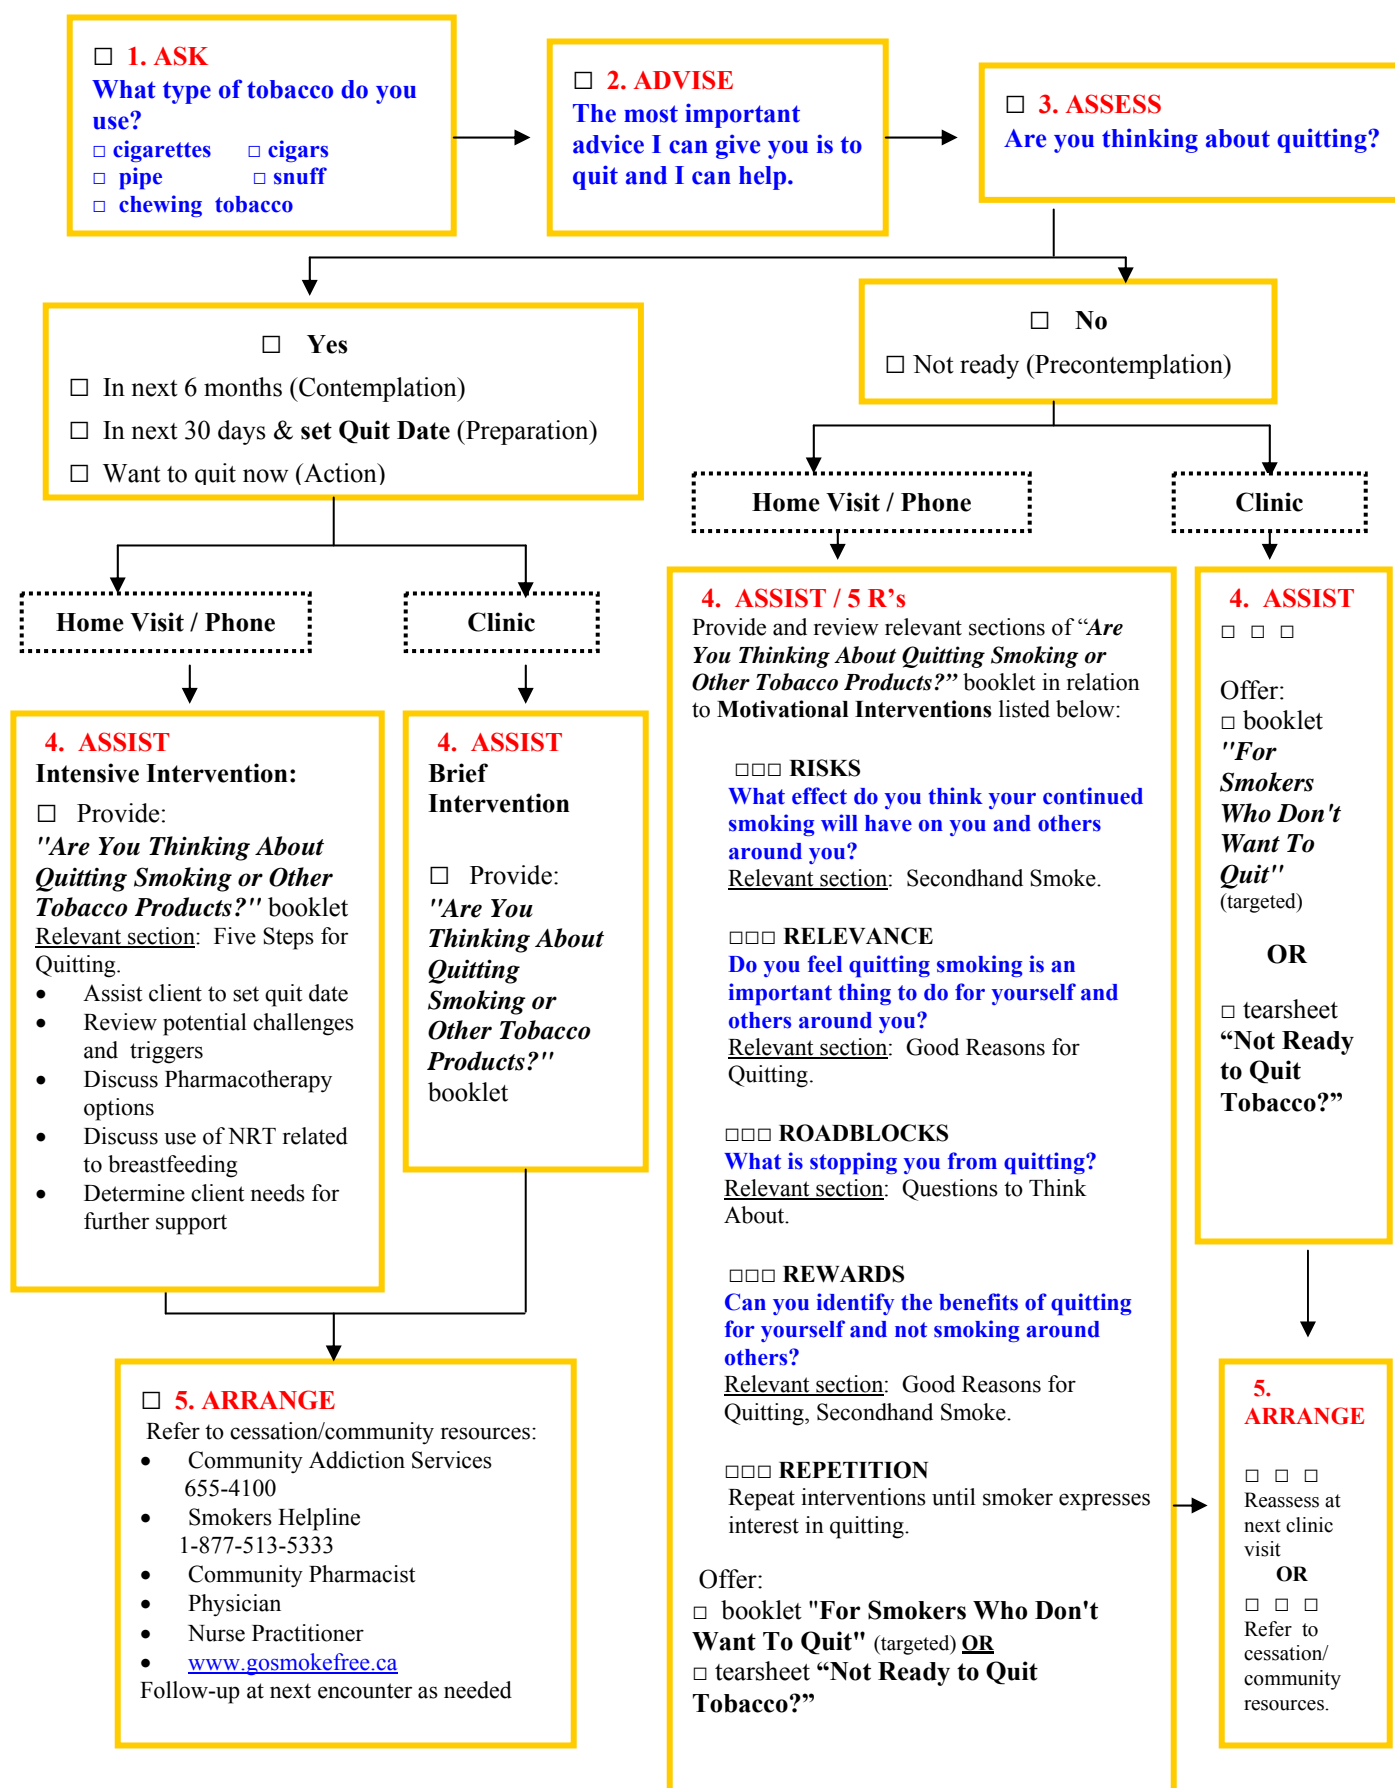 □ 1. ASK
What type of tobacco do you
use?
□ cigarettes □ cigars
□ pipe □ snuff
□ chewing tobacco
□ 2. ADVISE
The most important
advice I can give you is to
quit and I can help.
□ 3. ASSESS
Are you thinking about quitting?
□ Yes
□ In next 6 months (Contemplation)
□ In next 30 days & set Quit Date (Preparation)
□ Want to quit now (Action)
□ No
□ Not ready (Precontemplation)
Home Visit / Phone
Clinic
Home Visit / Phone
Clinic
4. ASSIST
Intensive Intervention:
□ Provide:
"Are You Thinking About
Quitting Smoking or Other
Tobacco Products?" booklet
Relevant section: Five Steps for
Quitting.
• Assist client to set quit date
• Review potential challenges
and triggers
• Discuss Pharmacotherapy
options
• Discuss use of NRT related
to breastfeeding
• Determine client needs for
further support
4. ASSIST
Brief
Intervention
□ Provide:
"Are You
Thinking About
Quitting
Smoking or
Other Tobacco
Products?"
booklet
□ 5. ARRANGE
Refer to cessation/community resources:
• Community Addiction Services
655-4100
• Smokers Helpline
1-877-513-5333
• Community Pharmacist
• Physician
• Nurse Practitioner
• www.gosmokefree.ca
Follow-up at next encounter as needed
4. ASSIST / 5 R’s
Provide and review relevant sections of “Are
You Thinking About Quitting Smoking or
Other Tobacco Products?” booklet in relation
to Motivational Interventions listed below:
□□□ RISKS
What effect do you think your continued
smoking will have on you and others
around you?
Relevant section: Secondhand Smoke.
□□□ RELEVANCE
Do you feel quitting smoking is an
important thing to do for yourself and
others around you?
Relevant section: Good Reasons for
Quitting.
□□□ ROADBLOCKS
What is stopping you from quitting?
Relevant section: Questions to Think
About.
□□□ REWARDS
Can you identify the benefits of quitting
for yourself and not smoking around
others?
Relevant section: Good Reasons for
Quitting, Secondhand Smoke.
□□□ REPETITION
Repeat interventions until smoker expresses
interest in quitting.
Offer:
□ booklet "For Smokers Who Don't
Want To Quit" (targeted) OR
□ tearsheet “Not Ready to Quit
Tobacco?”
4. ASSIST
□ □ □
Offer:
□ booklet
"For
Smokers
Who Don't
Want To
Quit"
(targeted)
OR
□ tearsheet
“Not Ready
to Quit
Tobacco?”
5.
ARRANGE
□ □ □
Reassess at
next clinic
visit
OR
□ □ □
Refer to
cessation/
community
resources.